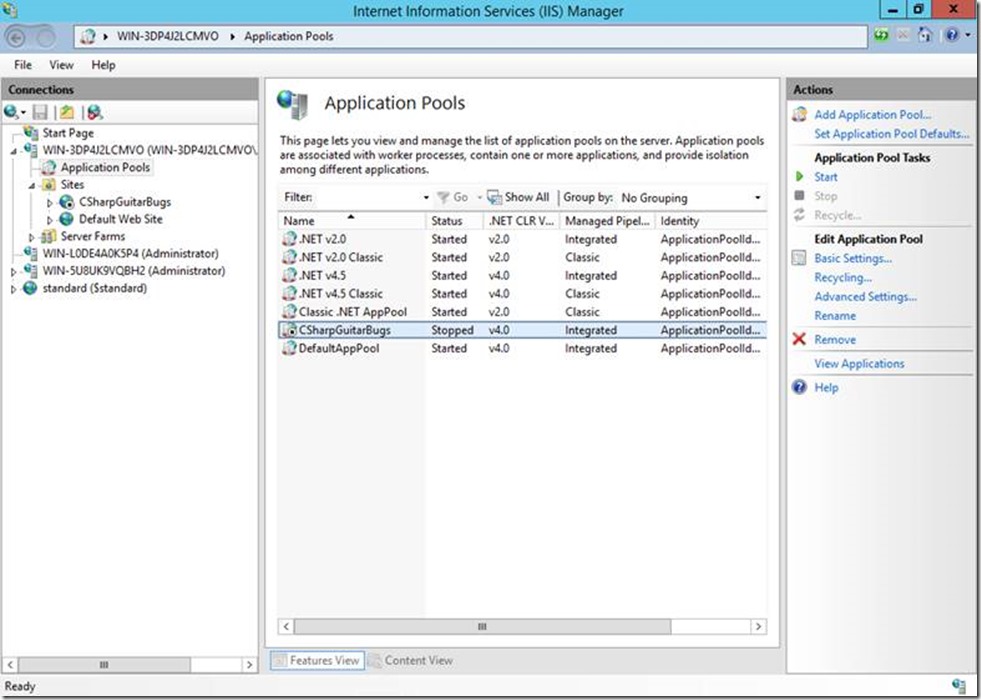 Internet Information Services (IIS) Manager
WIN-3DP4J2LCMVO Application Pools
File View Help
Connections
Start Page
WIN-3DP4J2LCMVO (WIN-3DP4J2LCMVO\
Application Pools
Sites
CSharpGuitarBugs
Default Web Site
Server Farms
WIN-L0DE4A0K5P4 (Administrator)
WIN-5U8UK9VQBH2 (Administrator)
standard ($standard)
Application Pools
This page lets you view and manage the list of application pools on the server. Application pools
are associated with worker processes, contain one or more applications, and provide isolation
among different applications.
Filter: Go Show All Group by: No Grouping
Name Status .NET CLR V... Managed Pipel... Identity
.NET v2.0 Started v2.0 Integrated ApplicationPoolId...
.NET v2.0 Classic Started v2.0 Classic ApplicationPoolId...
.NET v4.5 Started v4.0 Integrated ApplicationPoolId...
.NET v4.5 Classic Started v4.0 Classic ApplicationPoolId...
Classic .NET AppPool Started v2.0 Classic ApplicationPoolId...
CSharpGuitarBugs Stopped v4.0 Integrated ApplicationPoolId...
DefaultAppPool Started v4.0 Integrated ApplicationPoolId...
Features View Content View
Actions
Add Application Pool...
Set Application Pool Defaults...
Application Pool Tasks
Start
Stop
Recycle...
Edit Application Pool
Basic Settings...
Recycling...
Advanced Settings...
Rename
Remove
View Applications
Help
Ready